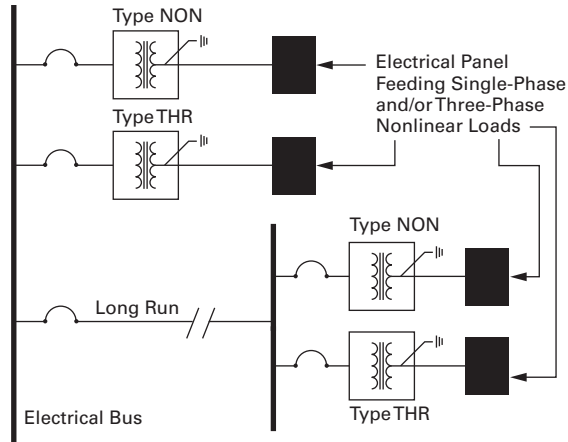 Type NON
Electrical Panel
Feeding Single-Phase
and/or Three-Phase
Nonlinear Loads
Type THR
Type NON
Long Run
Type THR
Electrical Bus